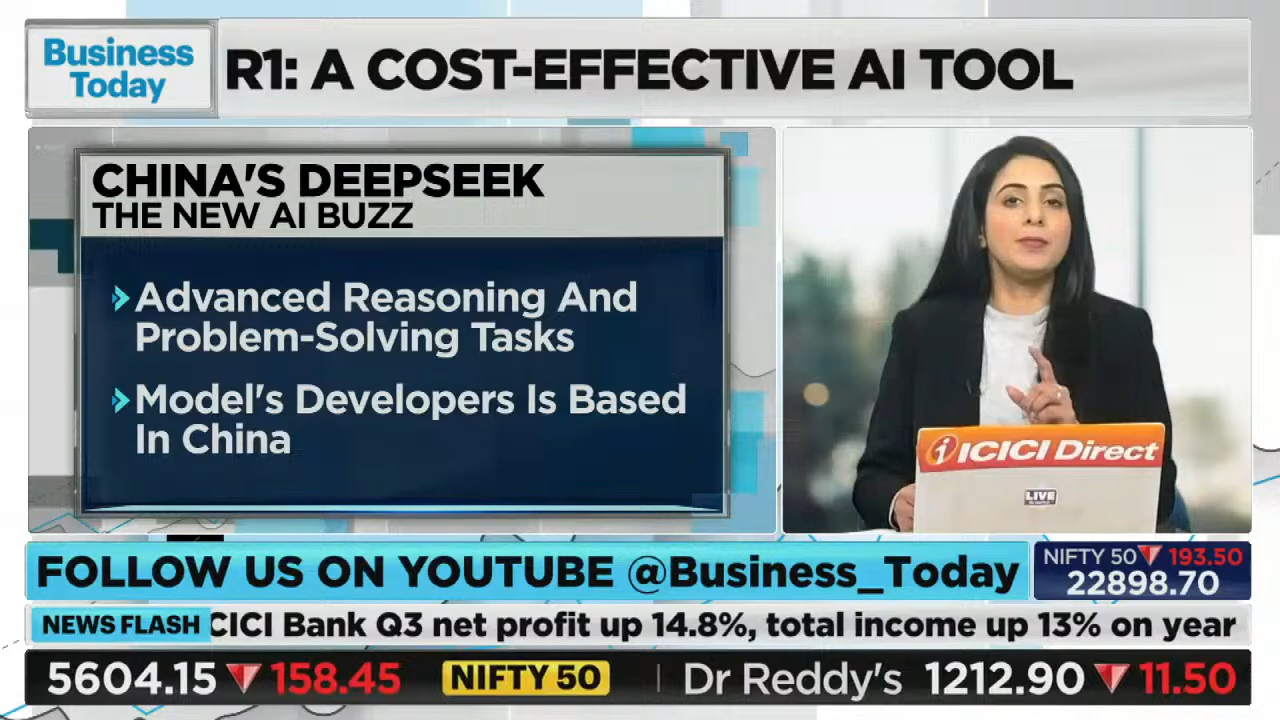 Business
Today
R1: A COST-EFFECTIVE AI TOOL
CHINA'S DEEPSEEK
THE NEW AI BUZZ
Advanced Reasoning And
Problem-Solving Tasks
Model's Developers Is Based
In China
ICICI Direct
LIVE
FOLLOW US ON YOUTUBE @Business_Today
NIFTY 50 193.50
22898.70
NEWS FLASH CICI Bank Q3 net profit up 14.8%, total income up 13% on year
5604.15 158.45 NIFTY 50 Dr Reddy's 1212.90 11.50